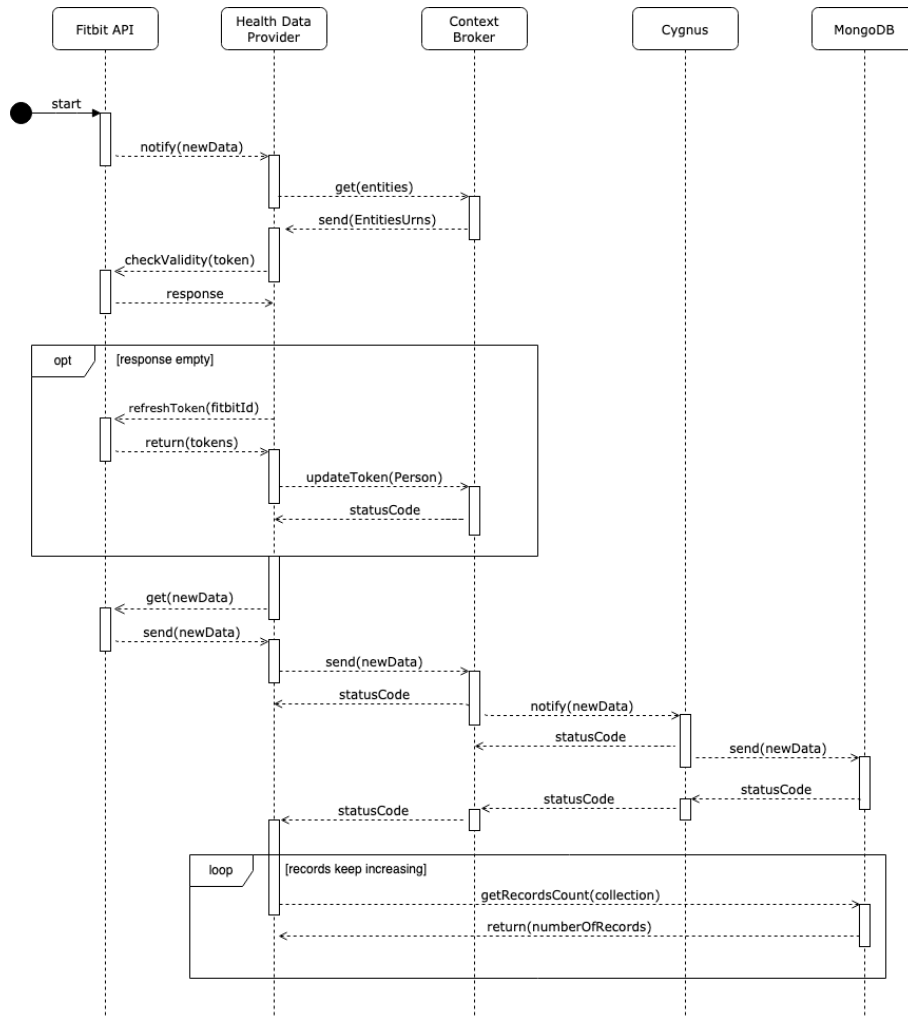 Fitbit API
Health Data
Provider
Context
Broker
Cygnus
MongoDB
start
notify(newData)
get(entities)
send(EntitiesUrns)
checkValidity(token)
response
opt
[response empty]
refreshToken(fitbitId)
return(tokens)
updateToken(Person)
statusCode
get(newData)
send(newData)
send(newData)
statusCode
notify(newData)
statusCode
send(newData)
statusCode
statusCode
statusCode
loop
[records keep increasing]
getRecordsCount(collection)
return(numberOfRecords)